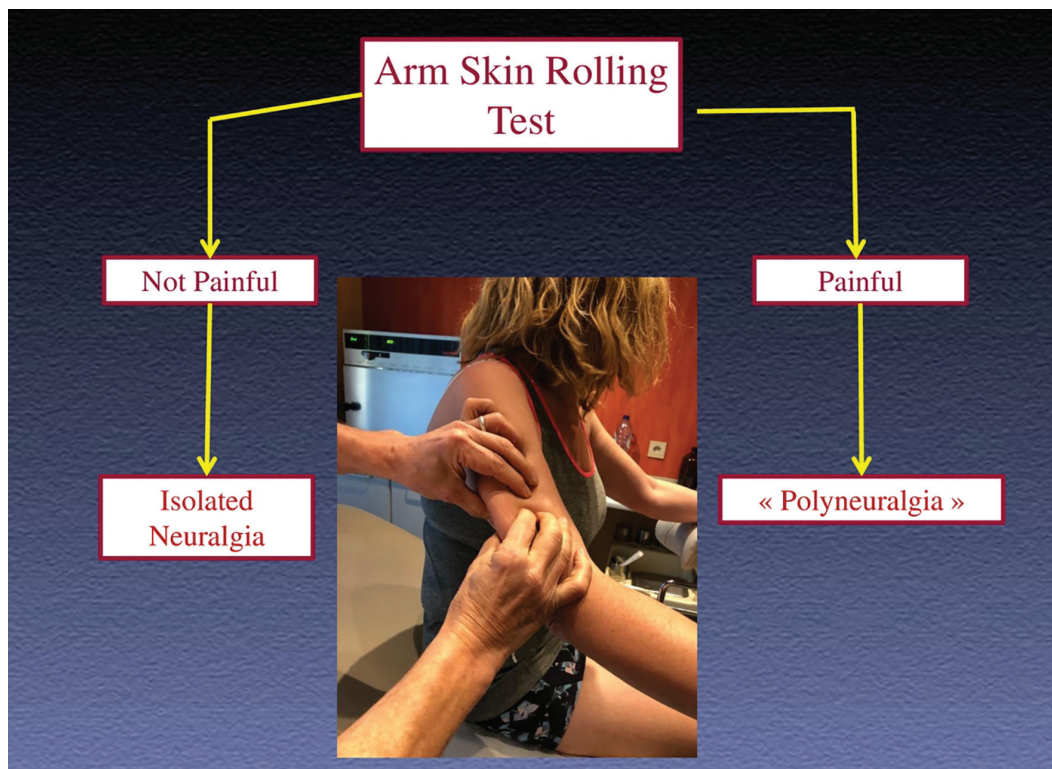 Arm Skin Rolling
Test
Not Painful
Painful
Isolated
Neuralgia
« Polyneuralgia »